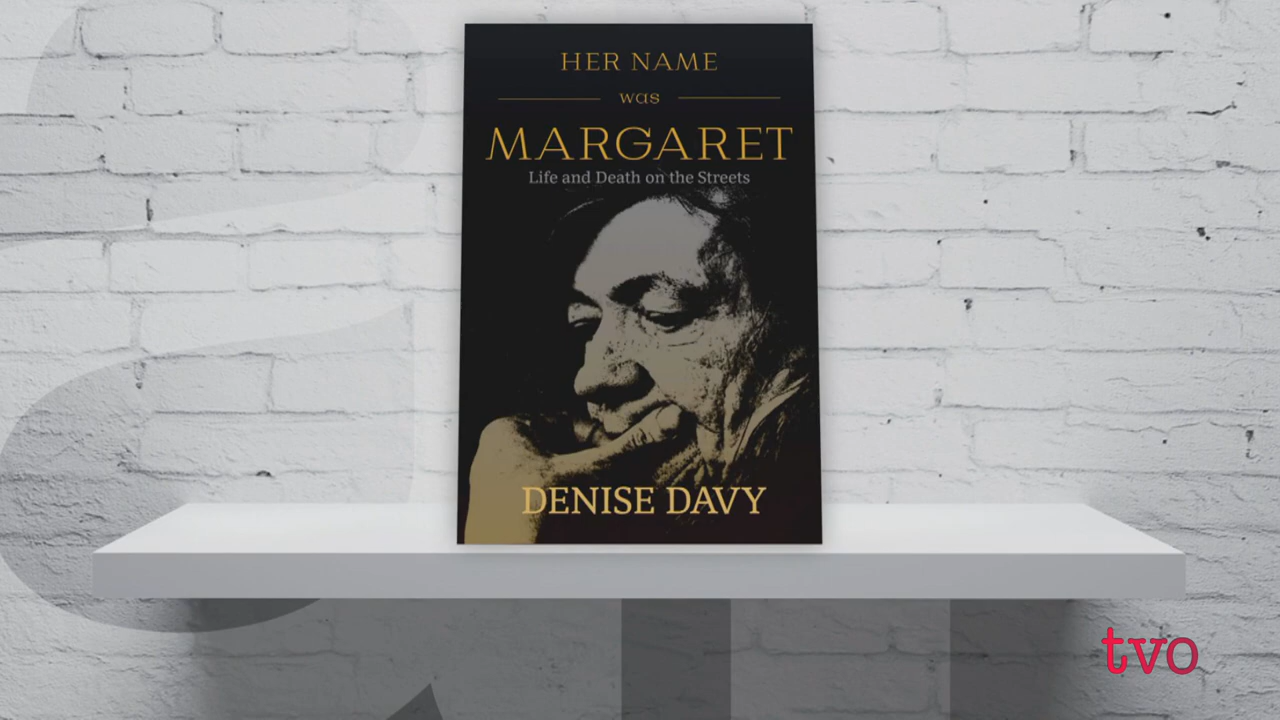 HER NAME
was
MARGARET
Life and Death on the Streets
DENISE DAVY
tvo